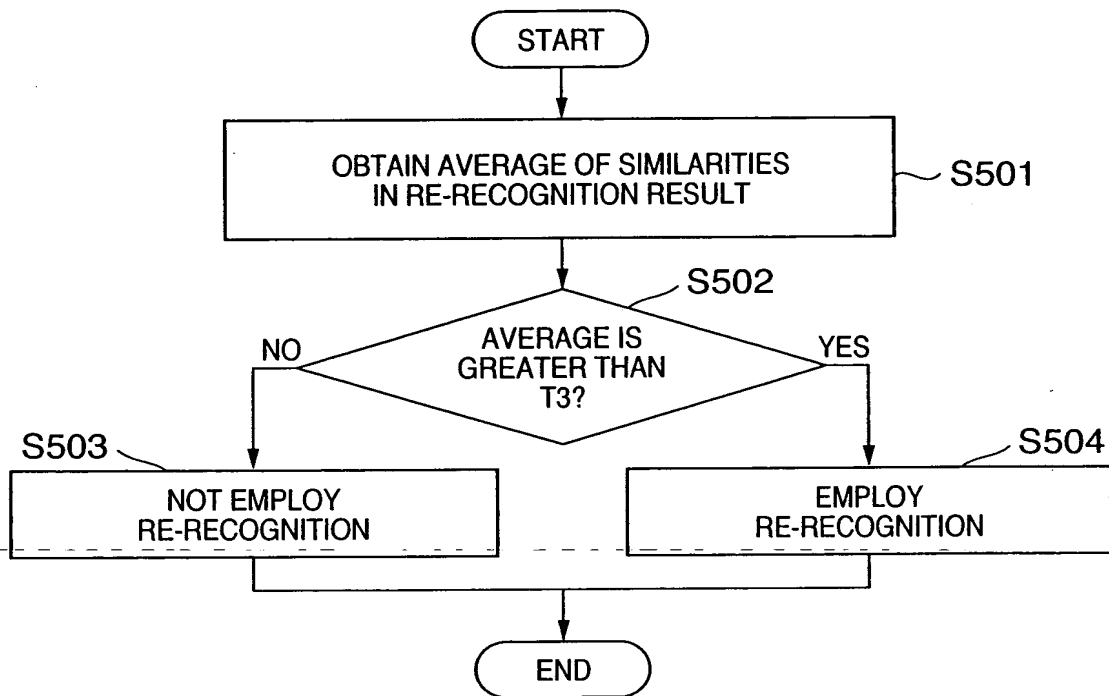 START
OBTAIN AVERAGE OF SIMILARITIES
IN RE-RECOGNITION RESULT
S501
S502
AVERAGE IS
GREATER THAN
T3?
NO
YES
S503
S504
NOT EMPLOY
RE-RECOGNITION
EMPLOY
RE-RECOGNITION
END